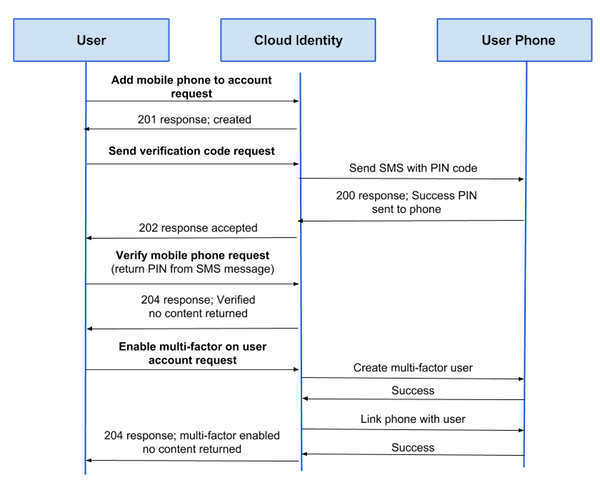 User
Cloud Identity
User Phone
Add mobile phone to account
request
201 response; created
Send verification code request
Send SMS with PIN code
200 response; Success PIN
sent to phone
202 response accepted
Verify mobile phone request
(return PIN from SMS message)
204 response; Verified
no content returned
Enable multi-factor on user
account request
Create multi-factor user
Success
Link phone with user
204 response; multi-factor enabled
no content returned
Success